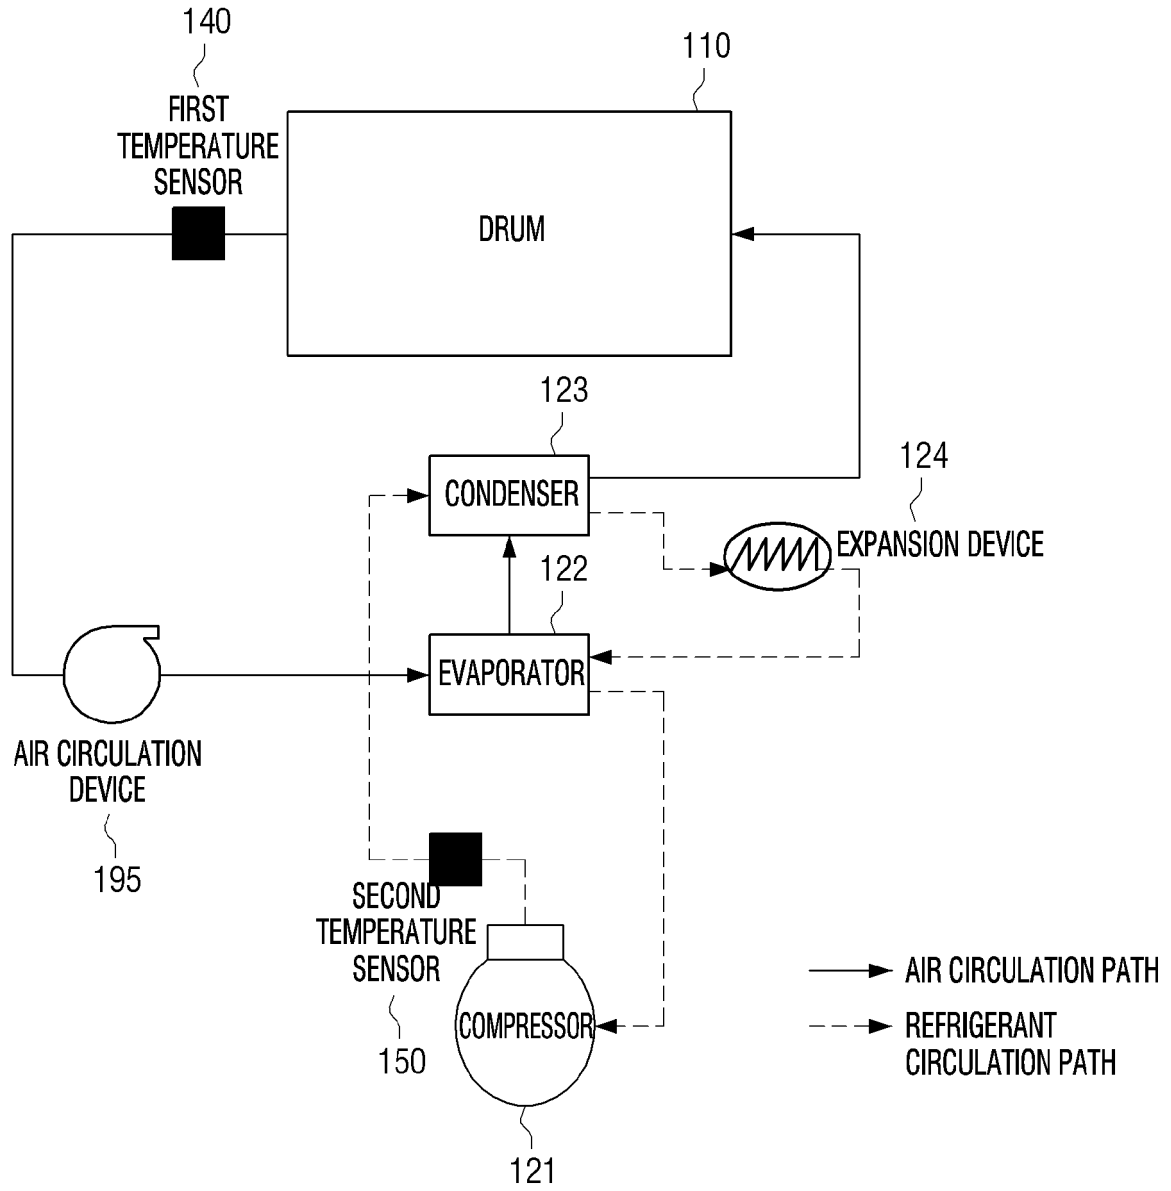 140
110
FIRST
TEMPERATURE
SENSOR
DRUM
123
124
CONDENSER
EXPANSION DEVICE
122
EVAPORATOR
AIR CIRCULATION
DEVICE
195
SECOND
TEMPERATURE
SENSOR
150
COMPRESSOR
121
AIR CIRCULATION PATH
REFRIGERANT
CIRCULATION PATH